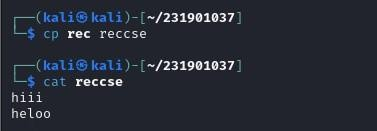 ┌──(kali㉿kali)-[~/231901037]
└─$ cp rec reccse
┌──(kali㉿kali)-[~/231901037]
└─$ cat reccse
hiii
heloo